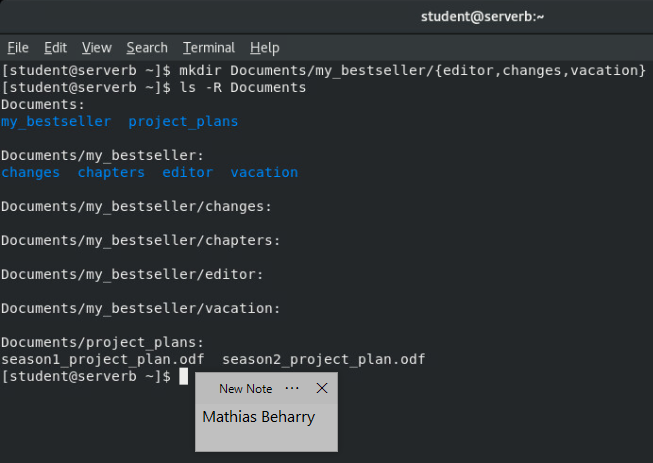 student@serverb:~
File Edit View Search Terminal Help
[student@serverb ~]$ mkdir Documents/my_bestseller/{editor,changes,vacation}
[student@serverb ~]$ ls -R Documents
Documents:
my_bestseller  project_plans
Documents/my_bestseller:
changes  chapters  editor  vacation
Documents/my_bestseller/changes:
Documents/my_bestseller/chapters:
Documents/my_bestseller/editor:
Documents/my_bestseller/vacation:
Documents/project_plans:
season1_project_plan.odf  season2_project_plan.odf
[student@serverb ~]$
New Note ···
Mathias Beharry